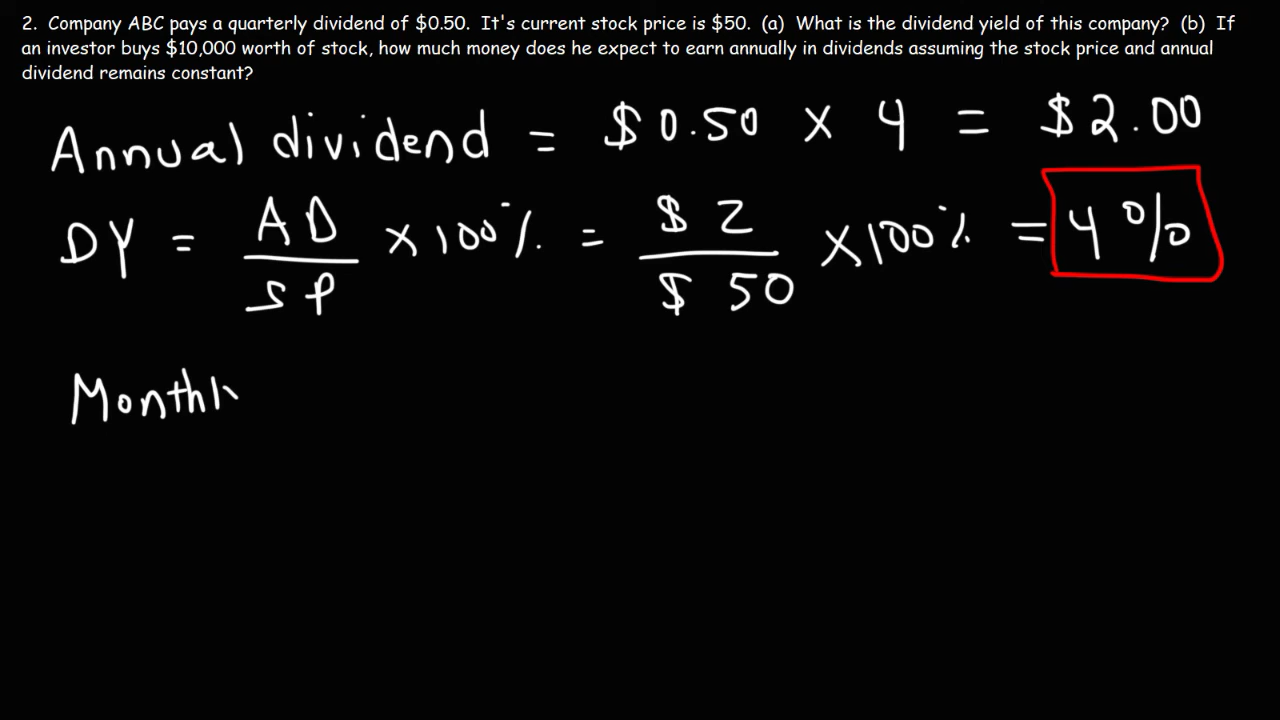 2. Company ABC pays a quarterly dividend of $0.50. It's current stock price is $50. (a) What is the dividend yield of this company? (b) If
an investor buys $10,000 worth of stock, how much money does he expect to earn annually in dividends assuming the stock price and annual
dividend remains constant?
Annual dividend = $0.50 x 4 = $2.00
DY = AD/SP x 100% = $2/$50 x 100% = 4%
Monthl